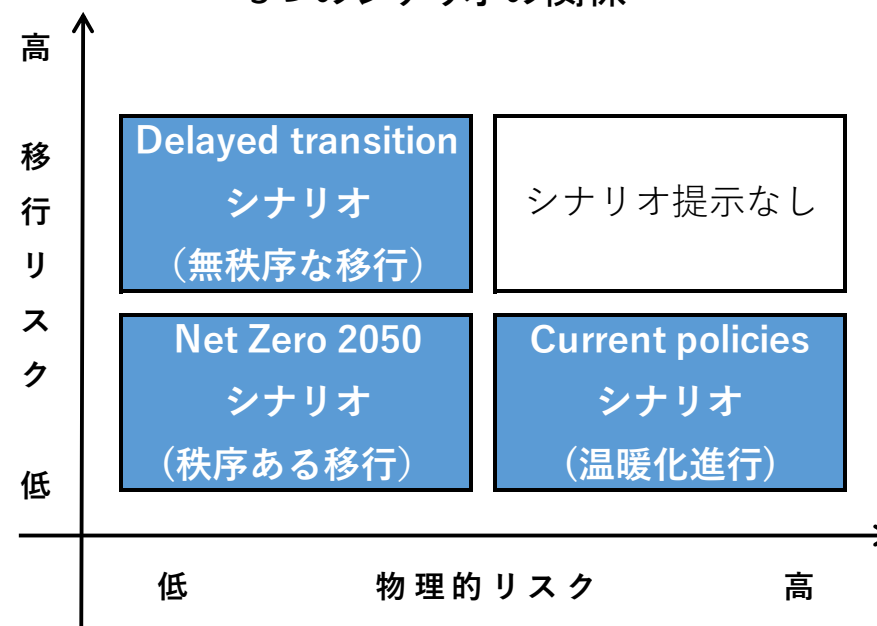 高
移行リスク
低
Delayed transition
シナリオ
（無秩序な移行）
シナリオ提示なし
Net Zero 2050
シナリオ
（秩序ある移行）
Current policies
シナリオ
（温暖化進行）
低 物理的リスク 高